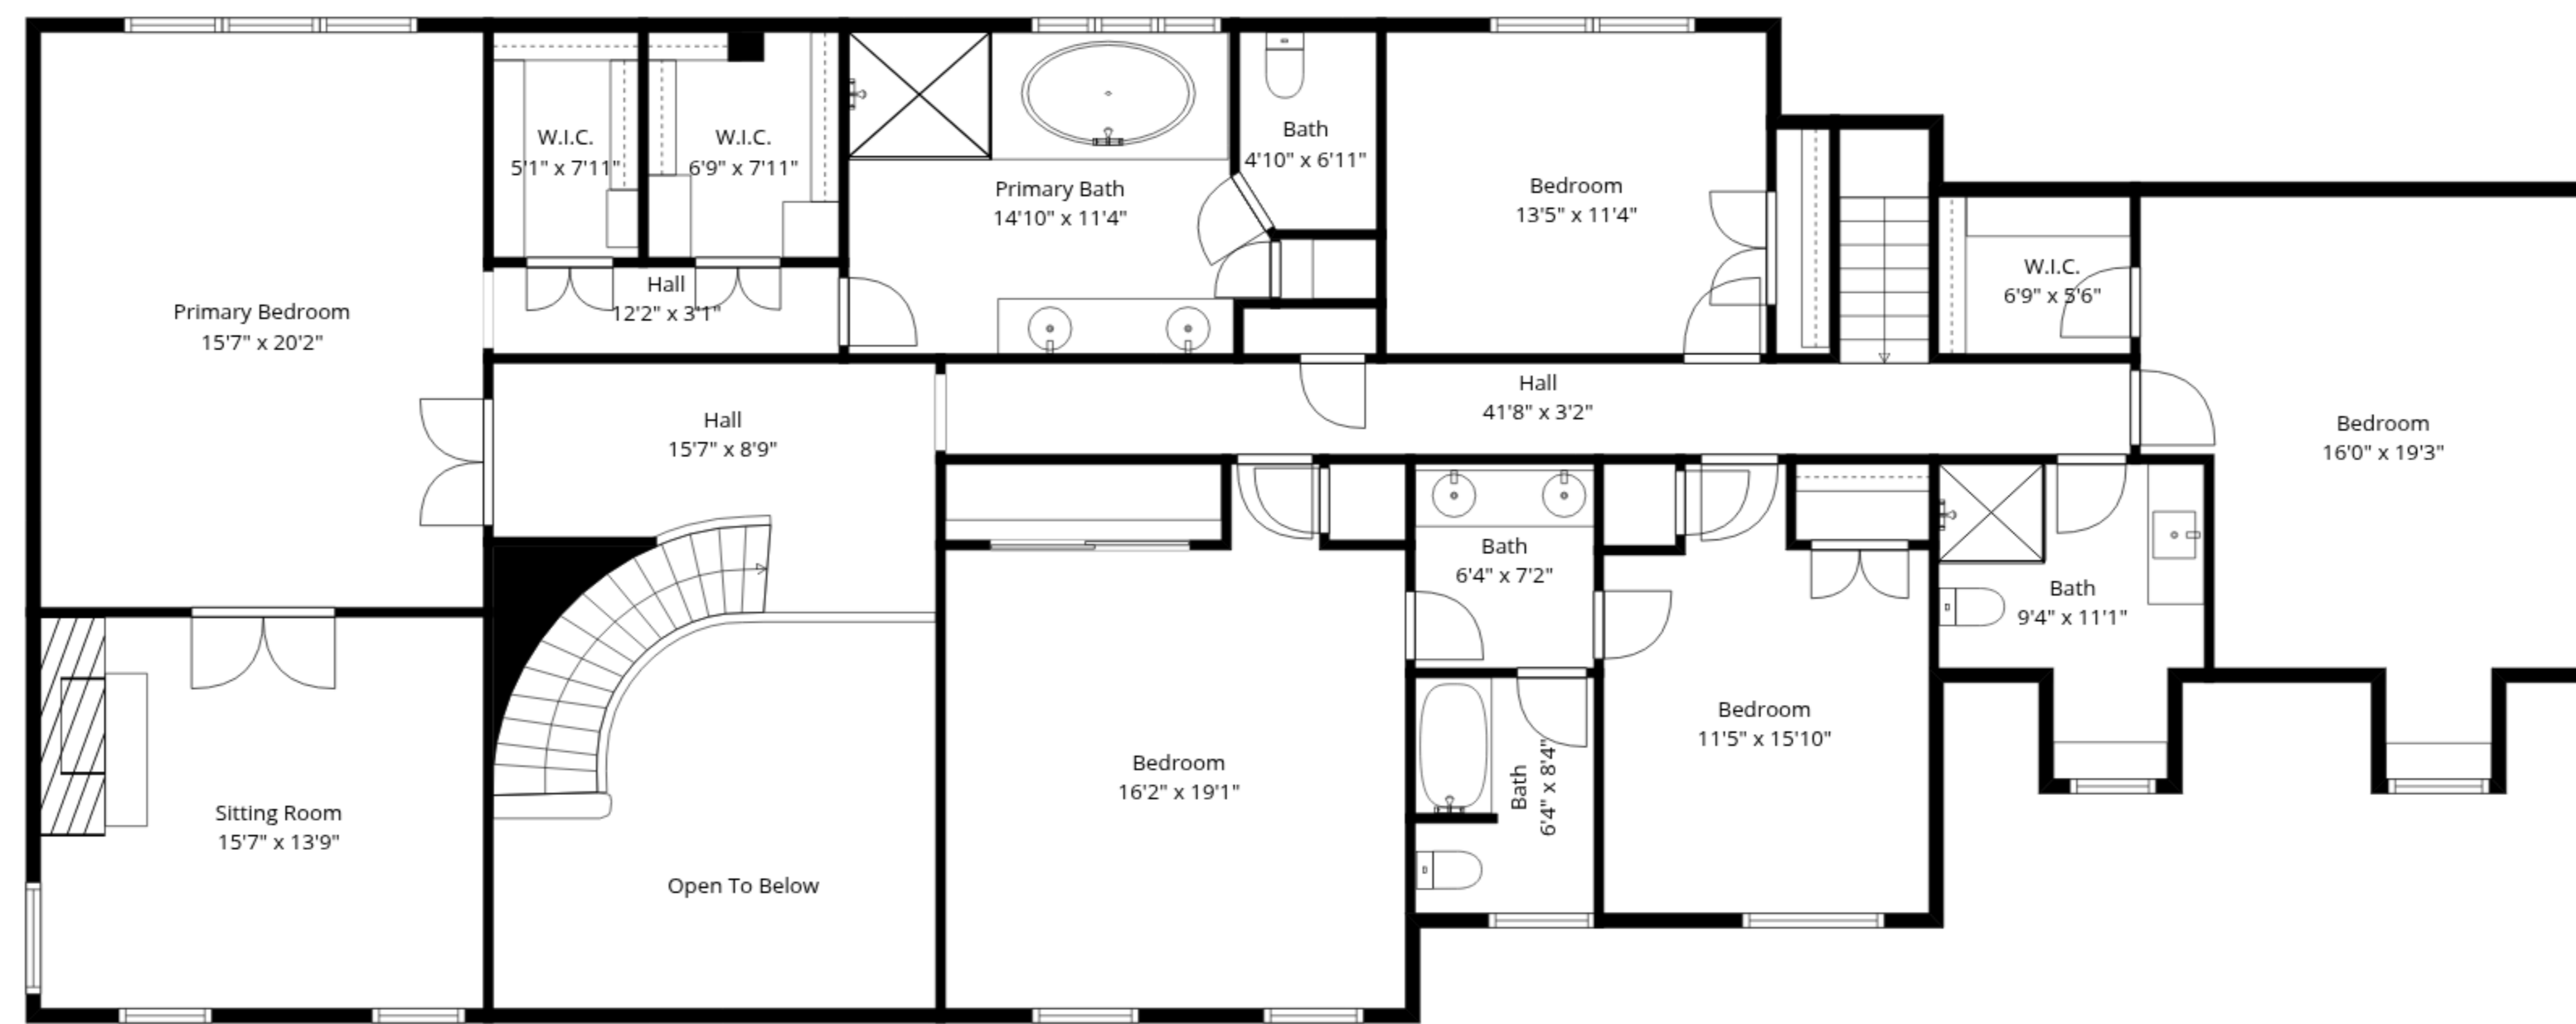 W.I.C.
5'1" x 7'11"
W.I.C.
6'9" x 7'11"
Primary Bath
14'10" x 11'4"
Bath
4'10" x 6'11"
Bedroom
13'5" x 11'4"
W.I.C.
6'9" x 5'6"
Primary Bedroom
15'7" x 20'2"
Hall
12'2" x 3'1"
Hall
15'7" x 8'9"
Hall
41'8" x 3'2"
Bedroom
16'0" x 19'3"
Bath
6'4" x 7'2"
Bath
9'4" x 11'1"
Sitting Room
15'7" x 13'9"
Open To Below
Bedroom
16'2" x 19'1"
Bath
6'4" x 8'4"
Bedroom
11'5" x 15'10"